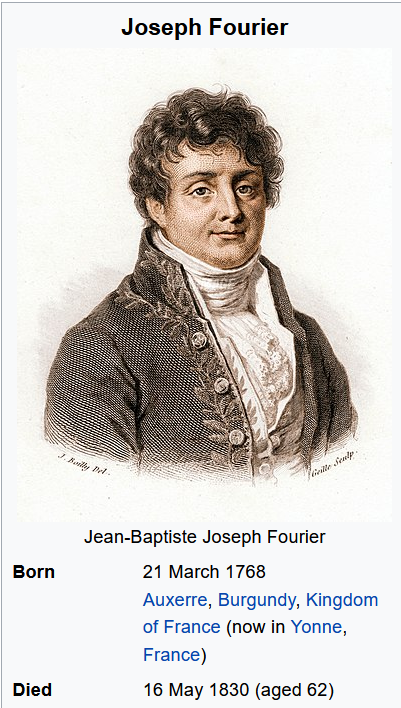 Joseph Fourier
J. Boilly Del.
Geille Sculp.
Jean-Baptiste Joseph Fourier
Born 21 March 1768
Auxerre, Burgundy, Kingdom
of France (now in Yonne,
France)
Died 16 May 1830 (aged 62)